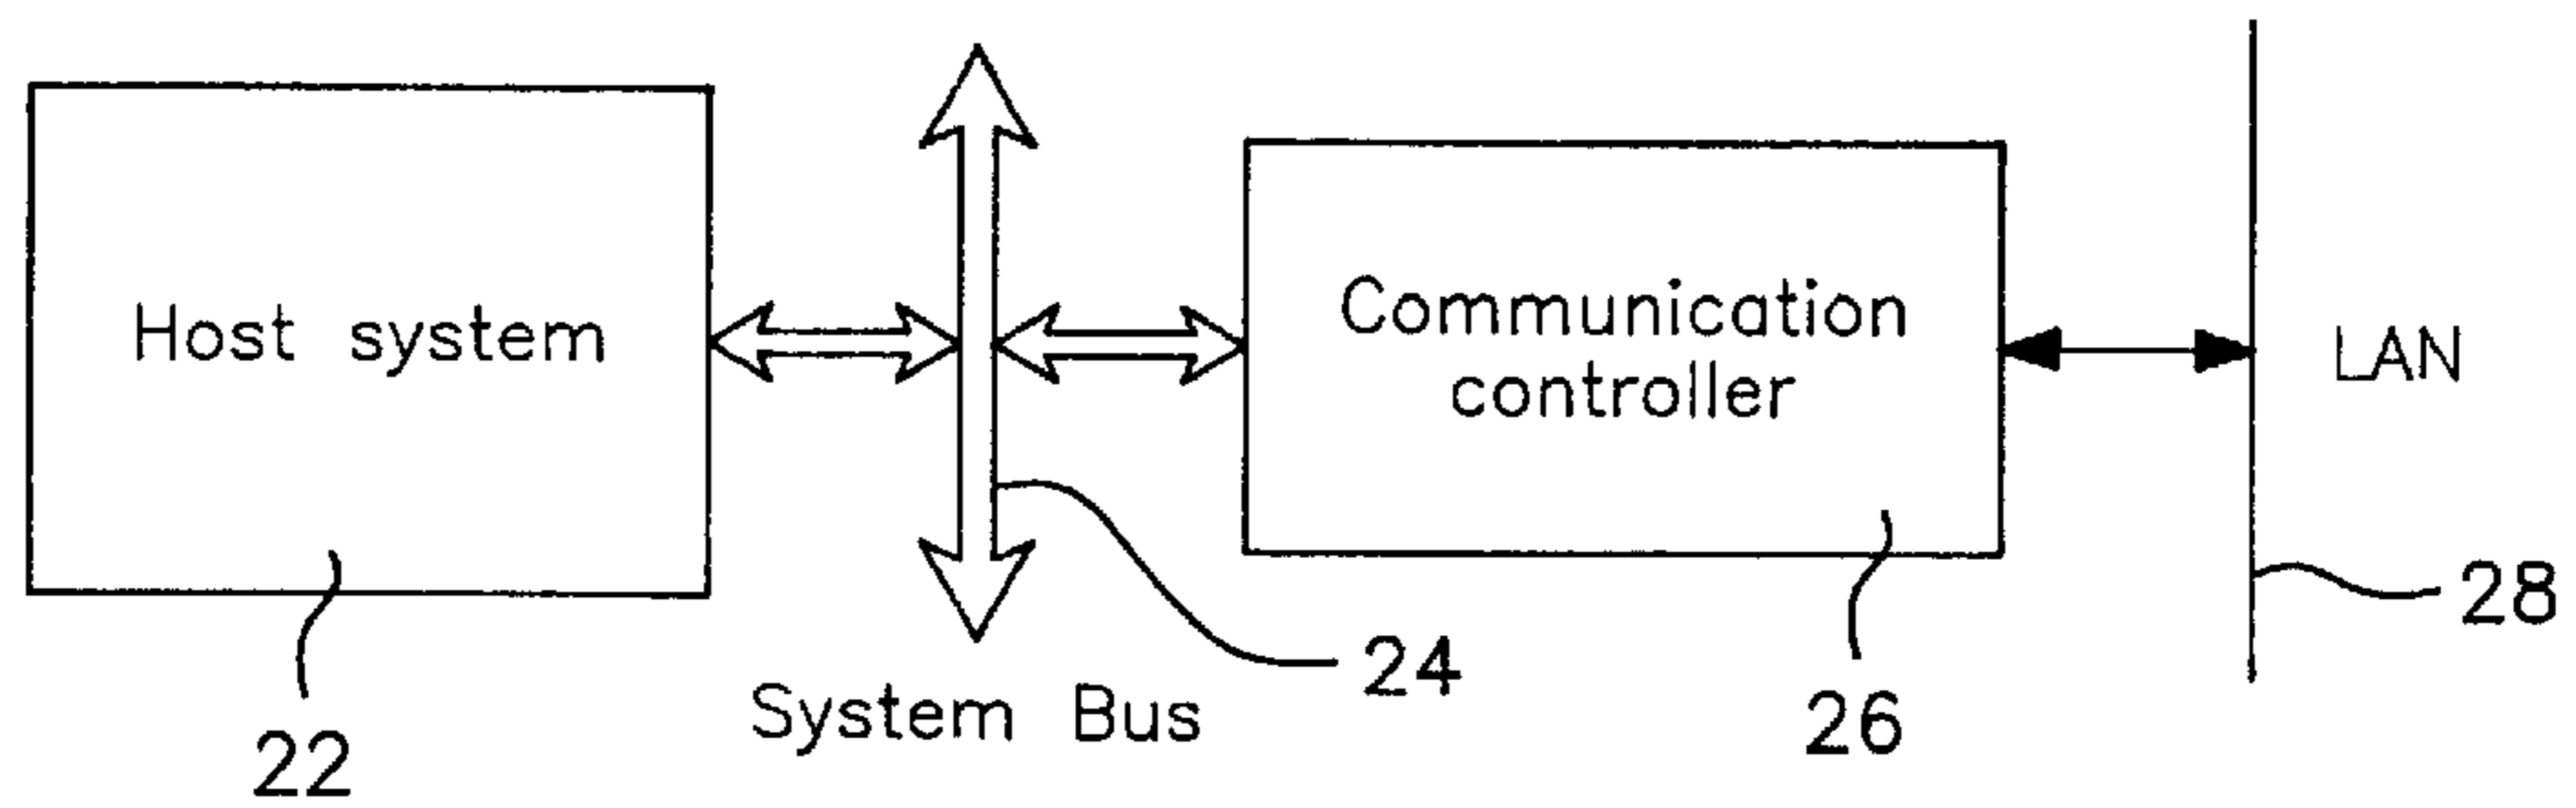 Host system
Communication
controller
LAN
System Bus
22
24
26
28